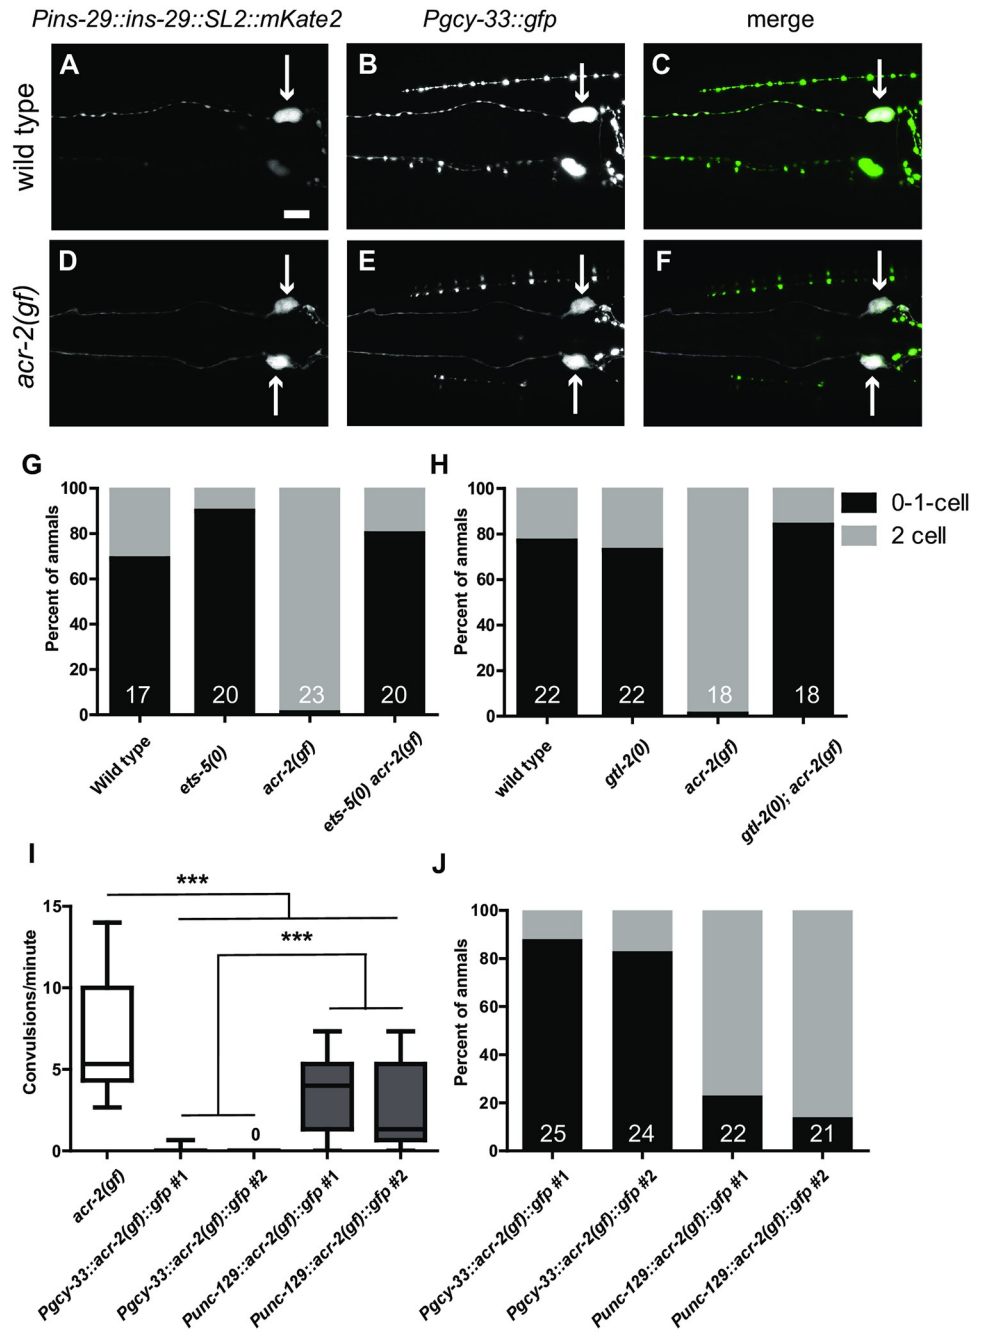 Pins-29::ins-29::SL2::mKate2
Pgcy-33::gfp
merge
wild type
A
B
C
acr-2(gf)
D
E
F
G
Percent of anmals
100
80
60
40
20
0
17
20
23
20
Wild type
ets-5(0)
acr-2(gf)
ets-5(0) acr-2(gf)
H
Percent of anmals
100
80
60
40
20
0
22
22
18
18
wild type
gtl-2(0)
acr-2(gf)
gtl-2(0); acr-2(gf)
0-1-cell
2 cell
I
Convulsions/minute
15
10
5
0
***
***
0
acr-2(gf)
Pgcy-33::acr-2(gf)::gfp #1
Pgcy-33::acr-2(gf)::gfp #2
Punc-129::acr-2(gf)::gfp #1
Punc-129::acr-2(gf)::gfp #2
J
Percent of anmals
100
80
60
40
20
0
25
24
22
21
Pgcy-33::acr-2(gf)::gfp #1
Pgcy-33::acr-2(gf)::gfp #2
Punc-129::acr-2(gf)::gfp #1
Punc-129::acr-2(gf)::gfp #2